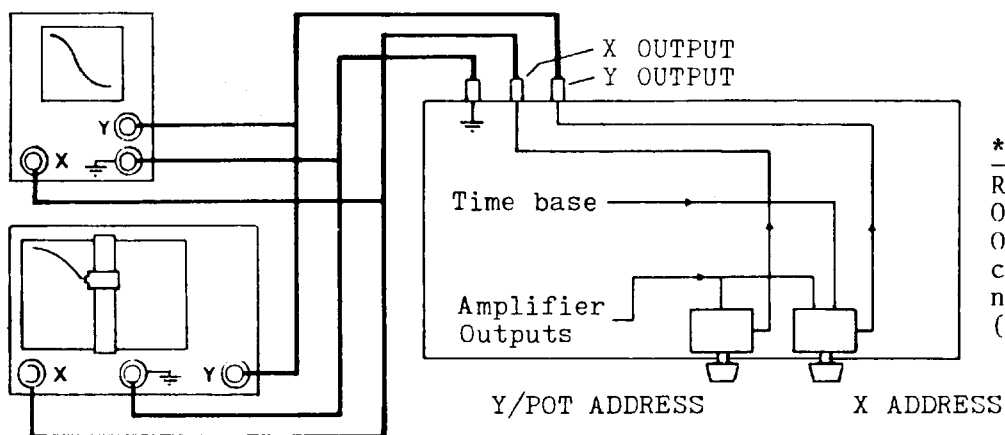 X OUTPUT
Y OUTPUT
Y
X
Time base
Amplifier
Outputs
X
Y
Y/POT ADDRESS
X ADDRESS
*
R
O
O
c
n
(